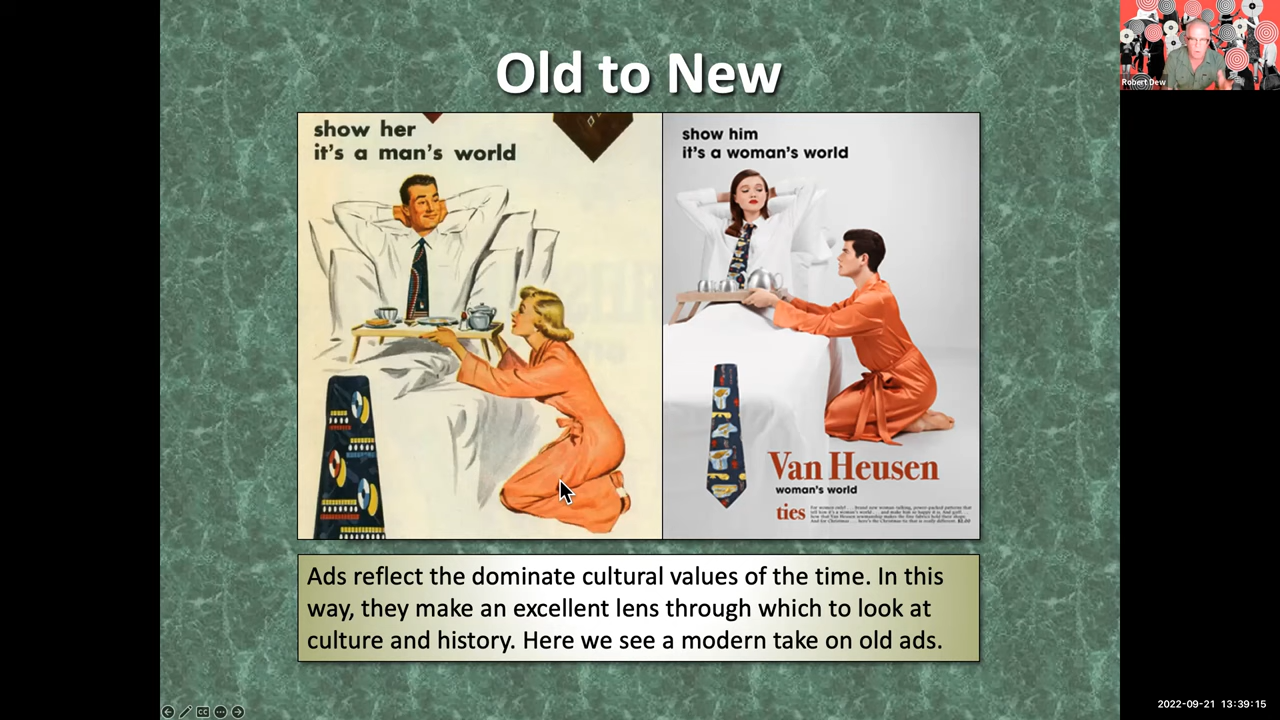 Robert Dew
Old to New
show her
it's a man's world
show him
it's a woman's world
Van Heusen
woman's world
ties
Ads reflect the dominate cultural values of the time. In this
way, they make an excellent lens through which to look at
culture and history. Here we see a modern take on old ads.
CC
2022-09-21 13:39:15